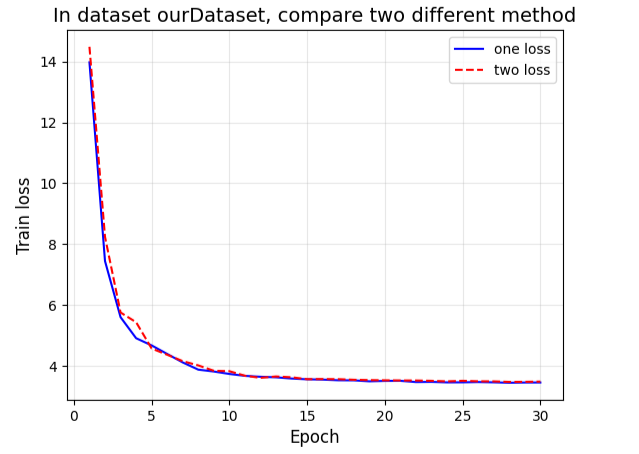 In dataset ourDataset, compare two different method
one loss
two loss
Train loss
14
12
10
8
6
4
0
5
10
15
20
25
30
Epoch